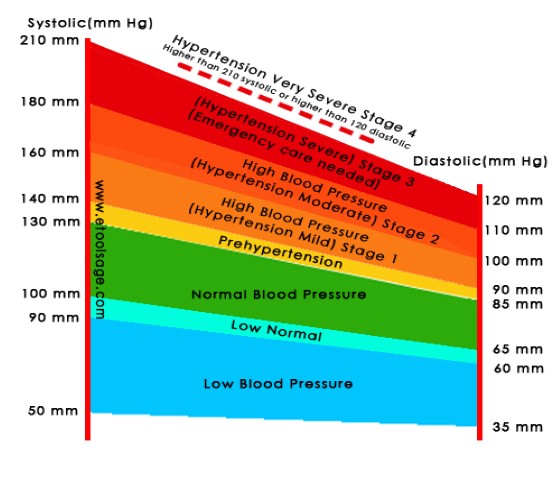 Systolic(mm Hg)
210 mm
180 mm
160 mm
140 mm
130 mm
100 mm
90 mm
50 mm
www.etoolsage.com
Hypertension Very Severe Stage 4
Higher than 210 systolic or higher than 120 diastolic
(Hypertension Severe) Stage 3
(Emergency care needed)
High Blood Pressure
(Hypertension Moderate) Stage 2
High Blood Pressure
(Hypertension Mild) Stage 1
Prehypertension
Normal Blood Pressure
Low Normal
Low Blood Pressure
Diastolic(mm Hg)
120 mm
110 mm
100 mm
90 mm
85 mm
65 mm
60 mm
35 mm